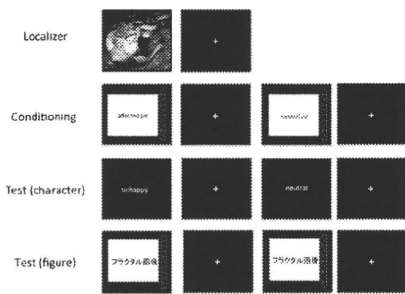 Localizer
Conditioning
Test (character)
unhappy
neutral
Test (figure)
フラクタル画像
フラクタル画像